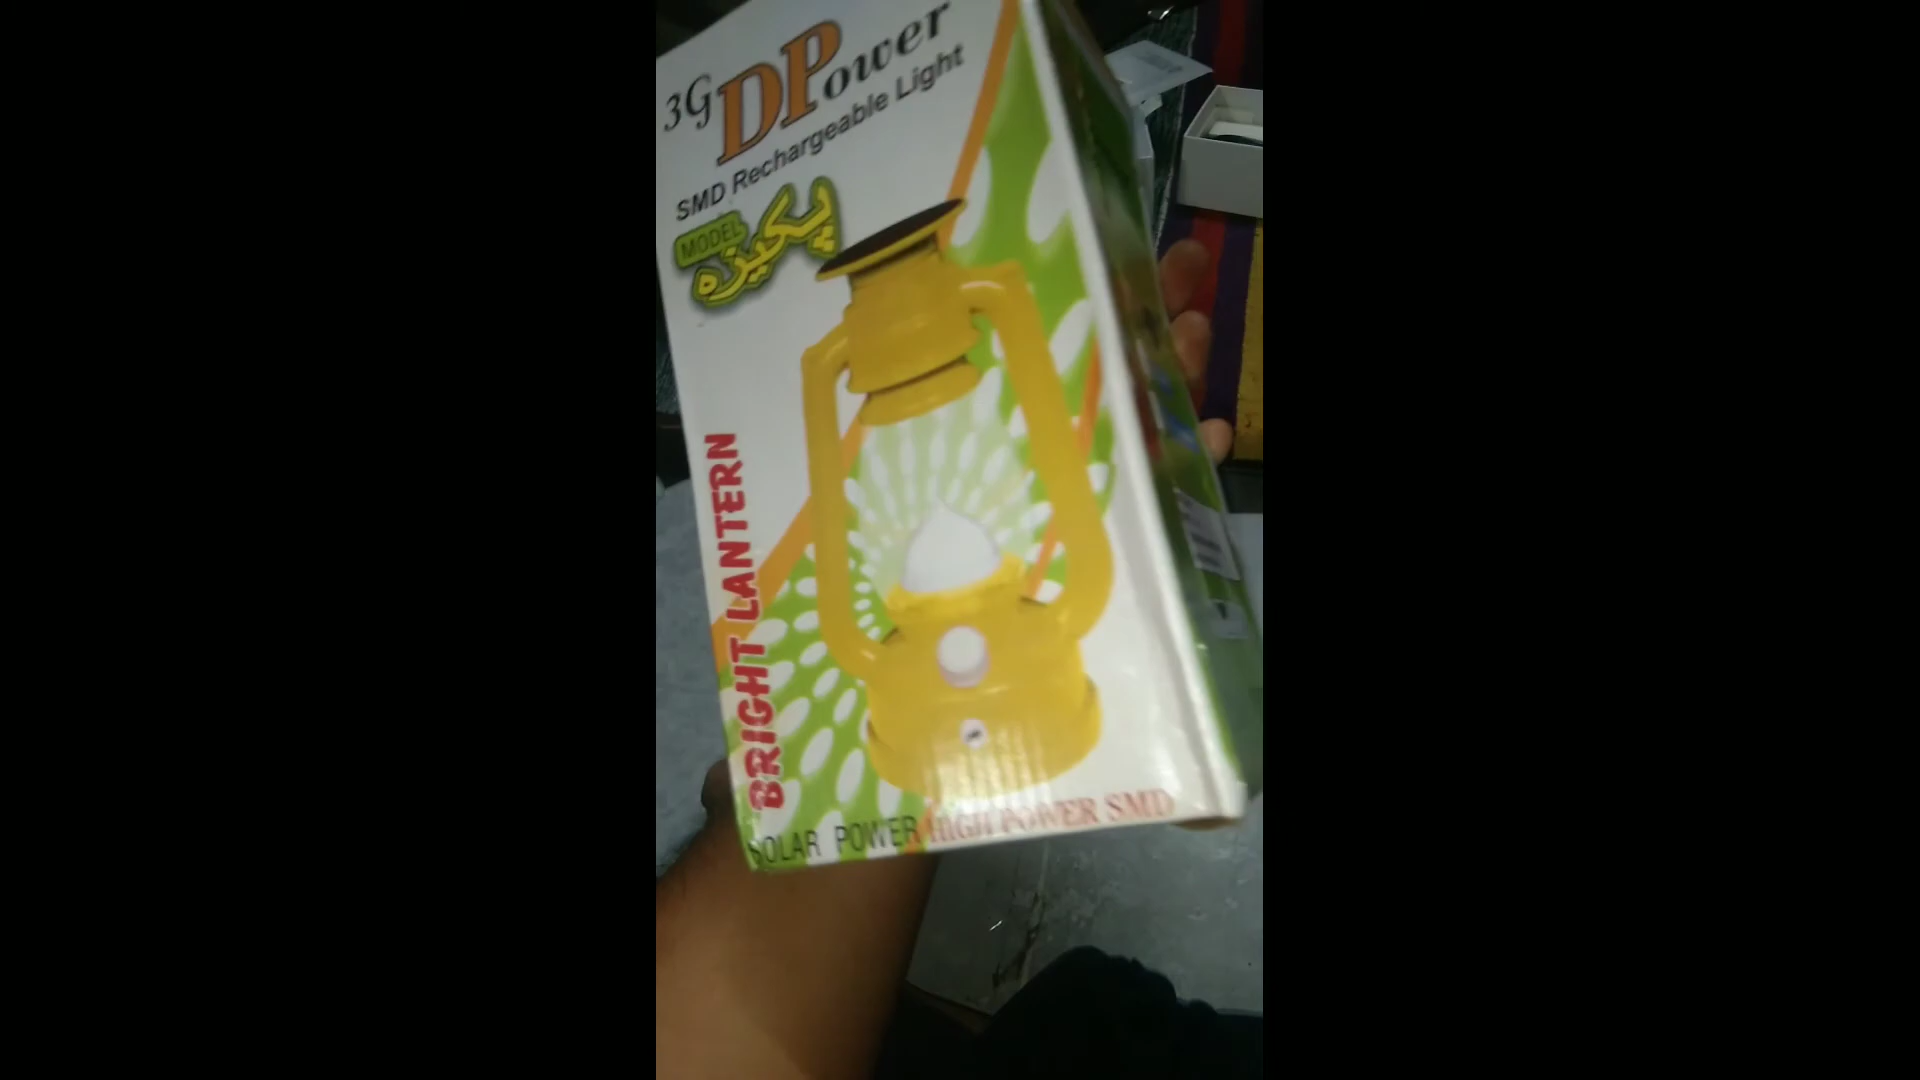 3G DPower
SMD Rechargeable Light
MODEL
پکیزہ
BRIGHT LANTERN
SOLAR POWER HIGH POWER SMD